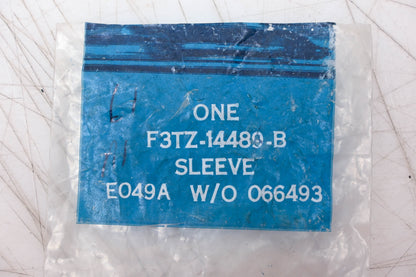 ONE
F3TZ-14489-B
SLEEVE
E049A W/O 066493